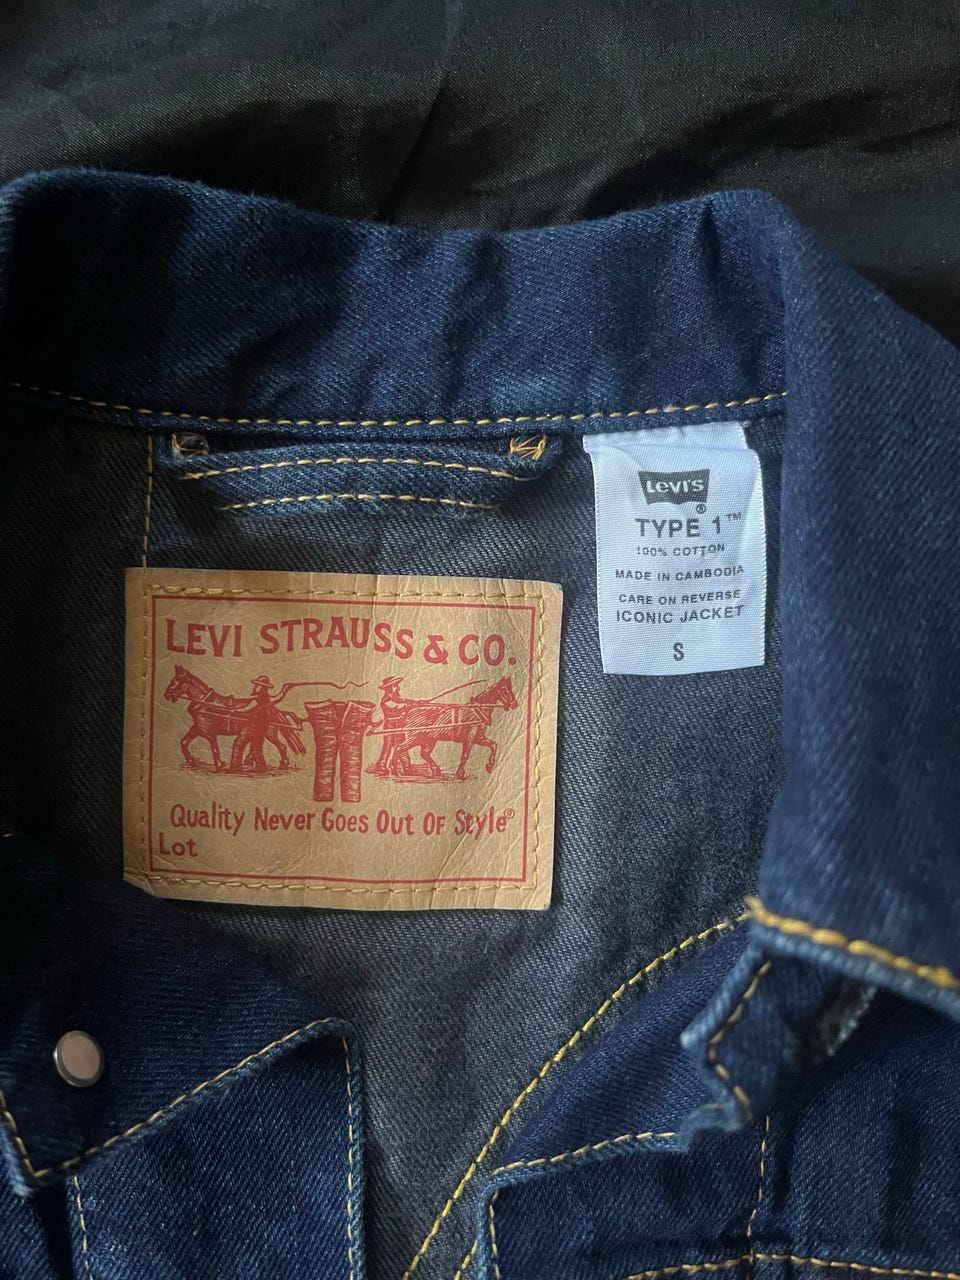 LEVI'S
®
TYPE 1™
100% COTTON
MADE IN CAMBODIA
CARE ON REVERSE
ICONIC JACKET
S
LEVI STRAUSS & CO.
Quality Never Goes Out Of Style®
Lot